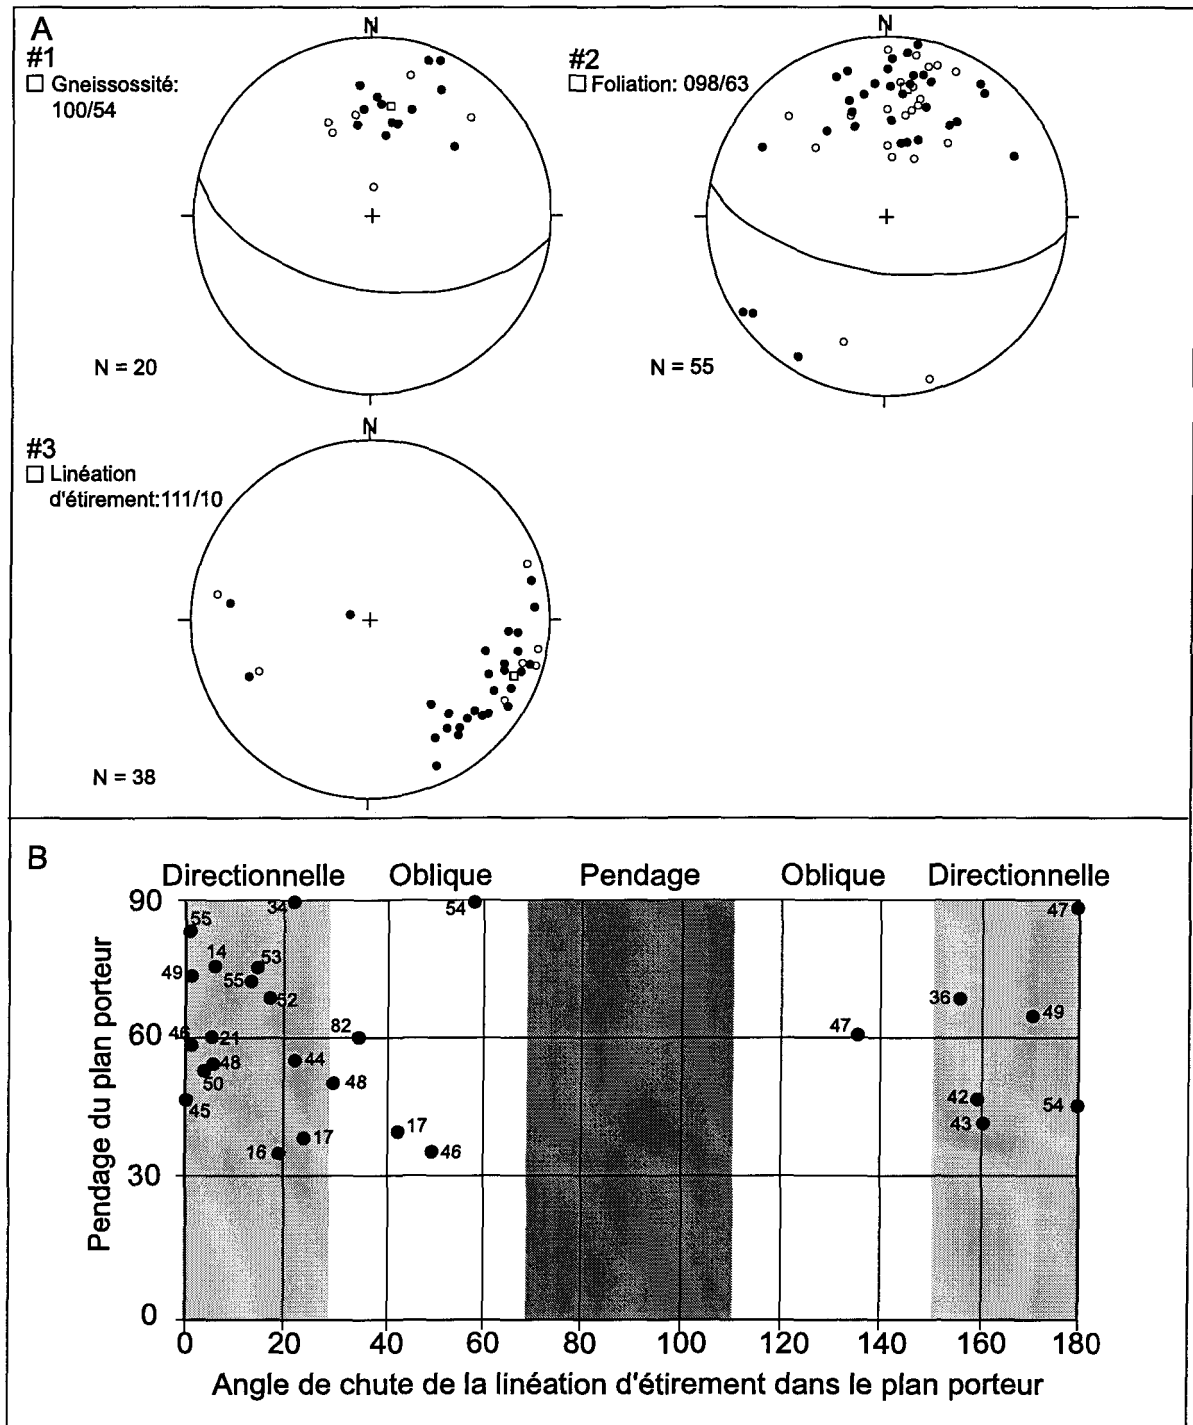 A
#1
Gneissossité:
100/54
N
N = 20
#2
Foliation: 098/63
N
N = 55
#3
Linéation
d'étirement:111/10
N
N = 38
B
Directionnelle Oblique Pendage Oblique Directionnelle
90
60
30
0
Pendage du plan porteur
55
34
54
47
14
53
49
55
52
36
49
46
21
82
47
48
44
50
48
45
42
54
17
17
43
16
46
0 20 40 60 80 100 120 140 160 180
Angle de chute de la linéation d'étirement dans le plan porteur